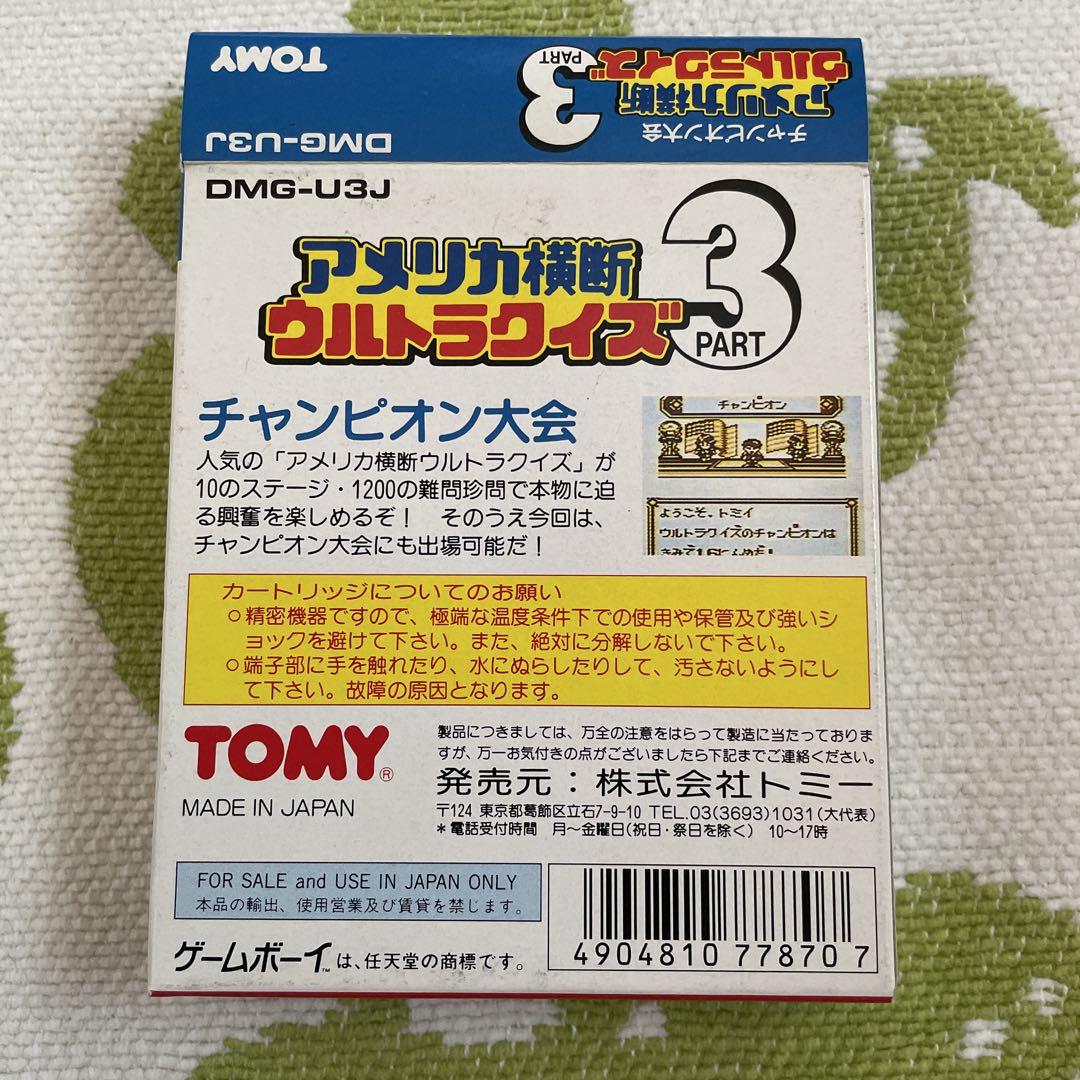 TOMY
チャンピオン大会
アメリカ横断
ウルトラクイズ
PART
3
DMG-U3J
DMG-U3J
アメリカ横断
ウルトラクイズ
3
PART
チャンピオン大会
人気の「アメリカ横断ウルトラクイズ」が
10のステージ・1200の難問珍問で本物に迫
る興奮を楽しめるぞ! そのうえ今回は、
チャンピオン大会にも出場可能だ!
チャンピオン
ようこそ、トミイ
ウルトラクイズのチャンピオンは
きみで16にんめだ!
カートリッジについてのお願い
○精密機器ですので、極端な温度条件下での使用や保管及び強いシ
ョックを避けて下さい。また、絶対に分解しないで下さい。
○端子部に手を触れたり、水にぬらしたりして、汚さないようにし
て下さい。故障の原因となります。
TOMY®
MADE IN JAPAN
製品につきましては、万全の注意をはらって製造に当たっておりま
すが、万一お気付きの点がございましたら下記までご連絡ください。
発売元:株式会社トミー
〒124 東京都葛飾区立石7-9-10 TEL.03(3693)1031(大代表)
*電話受付時間 月~金曜日(祝日・祭日を除く) 10~17時
FOR SALE and USE IN JAPAN ONLY
本品の輸出、使用営業及び賃貸を禁じます。
ゲームボーイ™は、任天堂の商標です。
4904810 778707